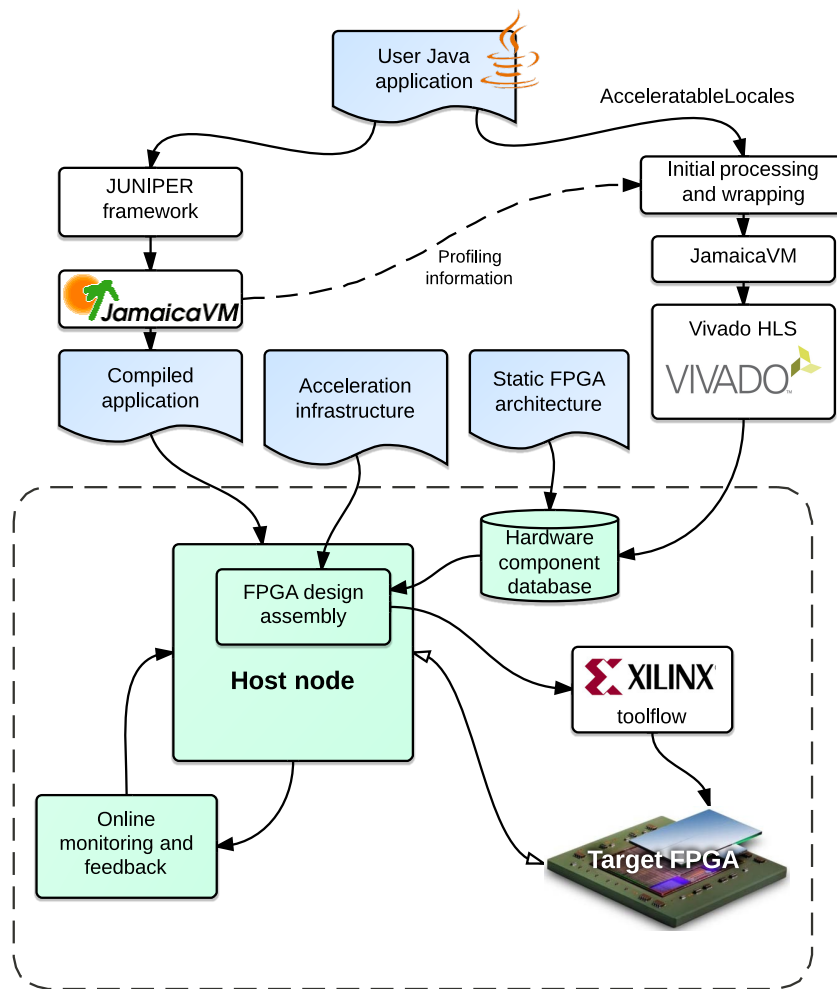 User Java
application
AcceleratableLocales
JUNIPER
framework
Initial processing
and wrapping
Profiling
information
JamaicaVM
JamaicaVM
Vivado HLS
VIVADO™
Compiled
application
Acceleration
infrastructure
Static FPGA
architecture
Hardware
component
database
FPGA design
assembly
Host node
XILINX
toolflow
Online
monitoring and
feedback
Target FPGA